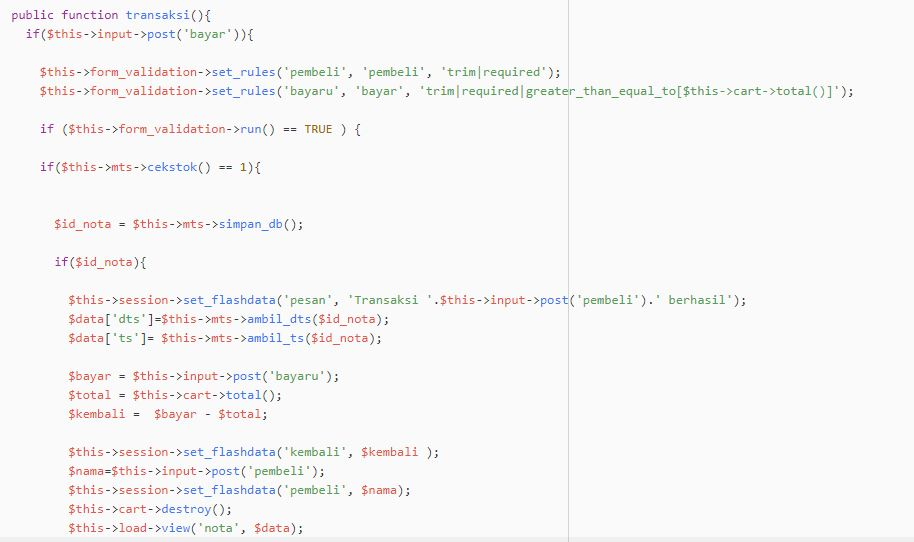 public function transaksi(){
if($this->input->post('bayar')){
$this->form_validation->set_rules('pembeli', 'pembeli', 'trim|required');
$this->form_validation->set_rules('bayaru', 'bayar', 'trim|required|greater_than_equal_to[$this->cart->total()]');
if ($this->form_validation->run() == TRUE ) {
if($this->mts->cekstok() == 1){
$id_nota = $this->mts->simpan_db();
if($id_nota){
$this->session->set_flashdata('pesan', 'Transaksi '.$this->input->post('pembeli').' berhasil');
$data['dts']=$this->mts->ambil_dts($id_nota);
$data['ts']= $this->mts->ambil_ts($id_nota);
$bayar = $this->input->post('bayaru');
$total = $this->cart->total();
$kembali =  $bayar - $total;
$this->session->set_flashdata('kembali', $kembali );
$nama=$this->input->post('pembeli');
$this->session->set_flashdata('pembeli', $nama);
$this->cart->destroy();
$this->load->view('nota', $data);